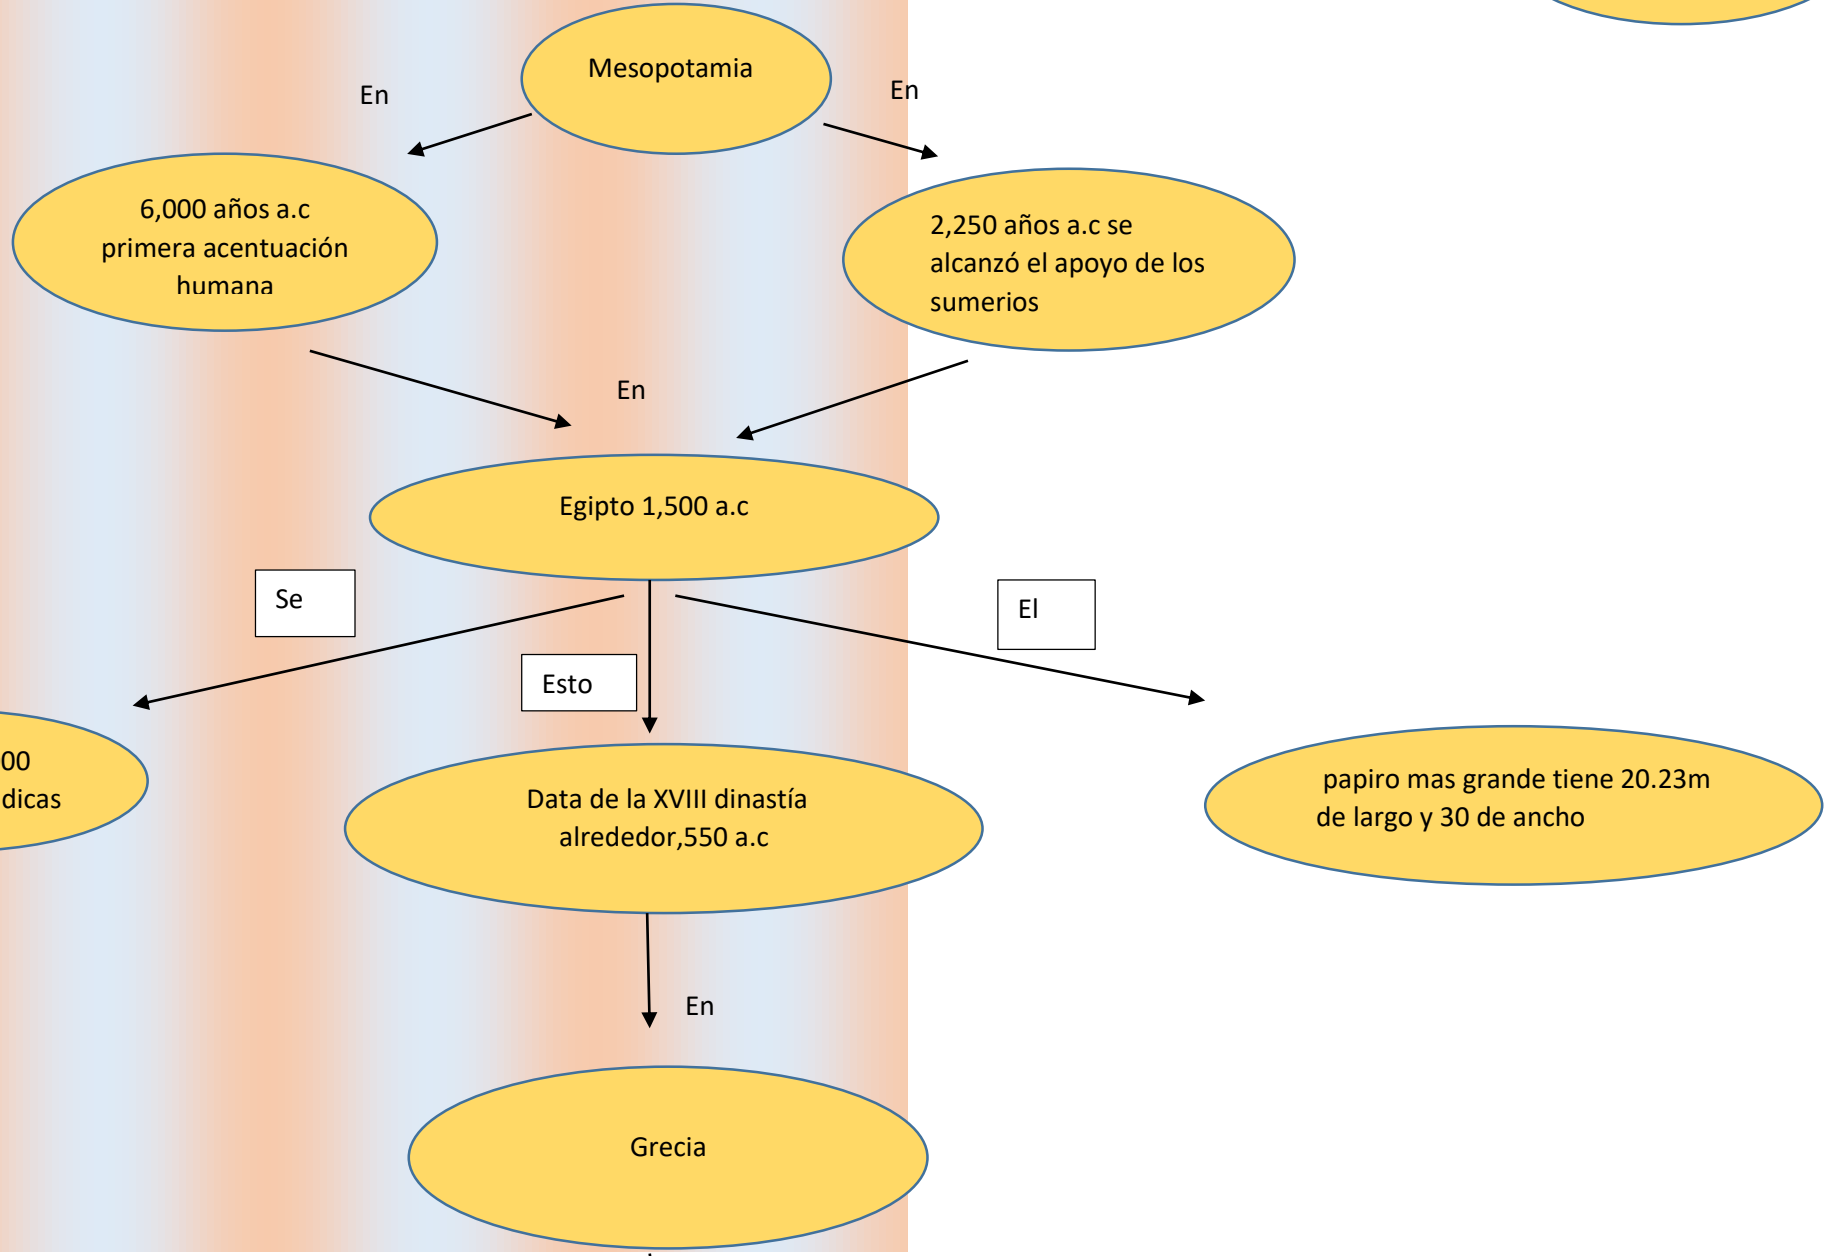 Mesopotamia
En
En
6,000 años a.c
primera acentuación
humana
2,250 años a.c se
alcanzó el apoyo de los
sumerios
En
Egipto 1,500 a.c
Se
El
Esto
00
dicas
Data de la XVIII dinastía
alrededor,550 a.c
papiro mas grande tiene 20.23m
de largo y 30 de ancho
En
Grecia